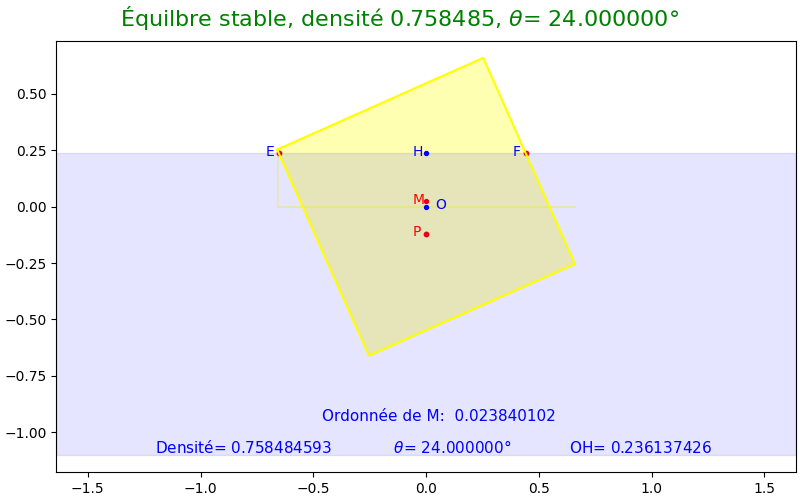 Équilbre stable, densité 0.758485, θ= 24.000000°
0.50
0.25
0.00
−0.25
−0.50
−0.75
−1.00
E
H
F
M
O
P
Ordonnée de M:  0.023840102
Densité= 0.758484593
θ= 24.000000°
OH= 0.236137426
−1.5
−1.0
−0.5
0.0
0.5
1.0
1.5